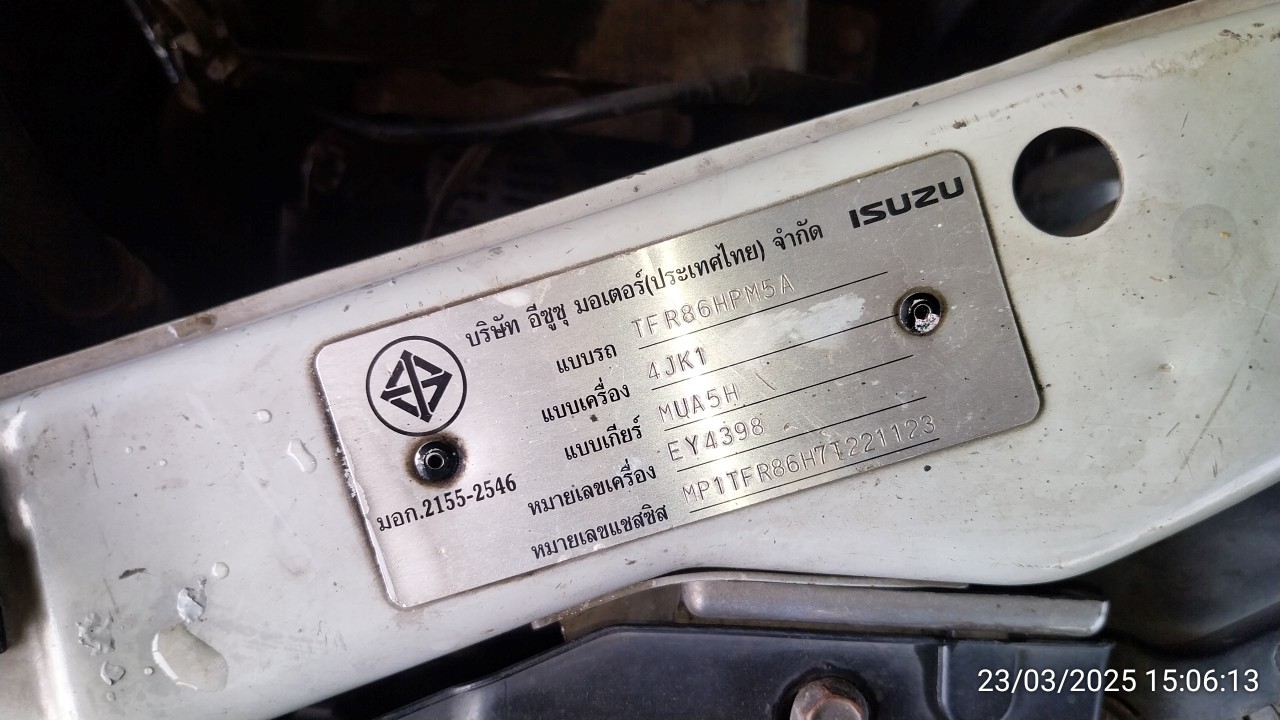 ISUZU
บริษัท อีซูซุ มอเตอร์(ประเทศไทย) จำกัด
แบบรถ TFR86HPM5A
แบบเครื่อง 4JK1
แบบเกียร์ MUA5H
หมายเลขเครื่อง EY4398
หมายเลขแชสซิส MP1TFR86H7T221123
มอก.2155-2546
23/03/2025 15:06:13